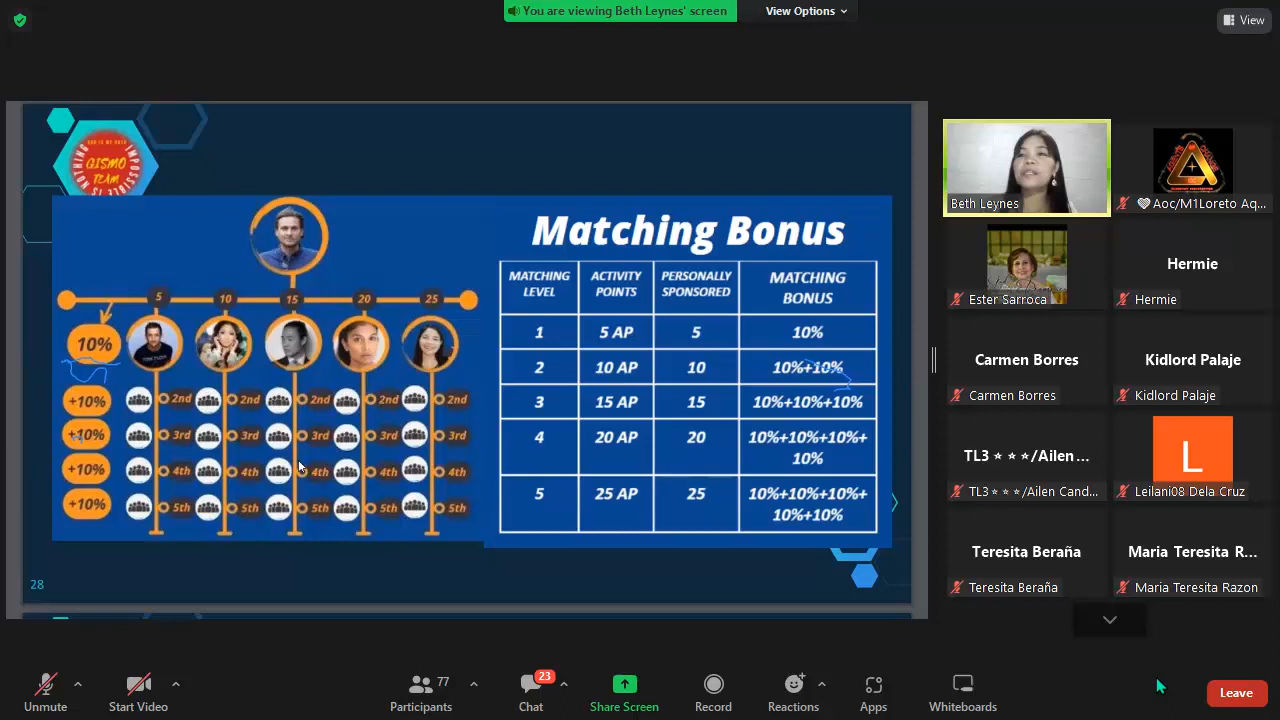 You are viewing Beth Leynes' screen
View Options
View
GOD IS MY PATH
GISMO
TEAM
IMPOSSIBLE IS NOTHING
5 10 15 20 25
10%
+10% 2nd 2nd 2nd 2nd 2nd
+10% 3rd 3rd 3rd 3rd 3rd
+10% 4th 4th 4th 4th 4th
+10% 5th 5th 5th 5th 5th
Matching Bonus
MATCHING LEVEL ACTIVITY POINTS PERSONALLY SPONSORED MATCHING BONUS
1 5 AP 5 10%
2 10 AP 10 10%+10%
3 15 AP 15 10%+10%+10%
4 20 AP 20 10%+10%+10%+
10%
5 25 AP 25 10%+10%+10%+
10%+10%
28
Beth Leynes
Aoc/M1Loreto Aq...
Ester Sarroca
Hermie
Hermie
Carmen Borres
Carmen Borres
Kidlord Palaje
Kidlord Palaje
TL3⭐⭐⭐/Ailen ...
TL3⭐⭐⭐/Ailen Cand...
L
Leilani08 Dela Cruz
Teresita Beraña
Teresita Beraña
Maria Teresita R...
Maria Teresita Razon
Unmute
Start Video
Participants
77
Chat
23
Share Screen
Record
Reactions
Apps
Whiteboards
Leave